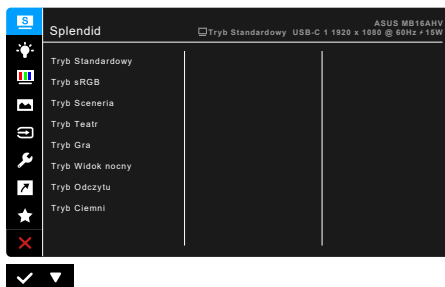 S
Splendid
ASUS MB16AHV
Tryb Standardowy USB-C 1 1920 x 1080 @ 60Hz ⚡15W
Tryb Standardowy
Tryb sRGB
Tryb Sceneria
Tryb Teatr
Tryb Gra
Tryb Widok nocny
Tryb Odczytu
Tryb Ciemni